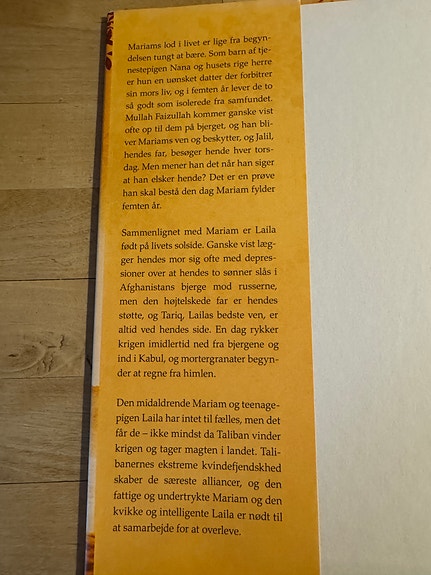 Mariams lod i livet er lige fra begyn-
delsen tungt at bære. Som barn af tje-
nestepigen Nana og husets rige herre
er hun en uønsket datter der forbitrer
sin mors liv, og i femten år lever de to
så godt som isolerede fra samfundet.
Mullah Faizullah kommer ganske vist
ofte op til dem på bjerget, og han bli-
ver Mariams ven og beskytter, og Jalil,
hendes far, besøger hende hver tors-
dag. Men mener han det når han siger
at han elsker hende? Det er en prøve
han skal bestå den dag Mariam fylder
femten år.
Sammenlignet med Mariam er Laila
født på livets solside. Ganske vist læg-
ger hendes mor sig ofte med depres-
sioner over at hendes to sønner slås i
Afghanistans bjerge mod russerne,
men den højtelskede far er hendes
støtte, og Tariq, Lailas bedste ven, er
altid ved hendes side. En dag rykker
krigen imidlertid ned fra bjergene og
ind i Kabul, og mortergranater begyn-
der at regne fra himlen.
Den midaldrende Mariam og teenage-
pigen Laila har intet til fælles, men det
får de – ikke mindst da Taliban vinder
krigen og tager magten i landet. Tali-
banernes ekstreme kvindefjendskhed
skaber de særeste alliancer, og den
fattige og undertrykte Mariam og den
kvikke og intelligente Laila er nødt til
at samarbejde for at overleve.